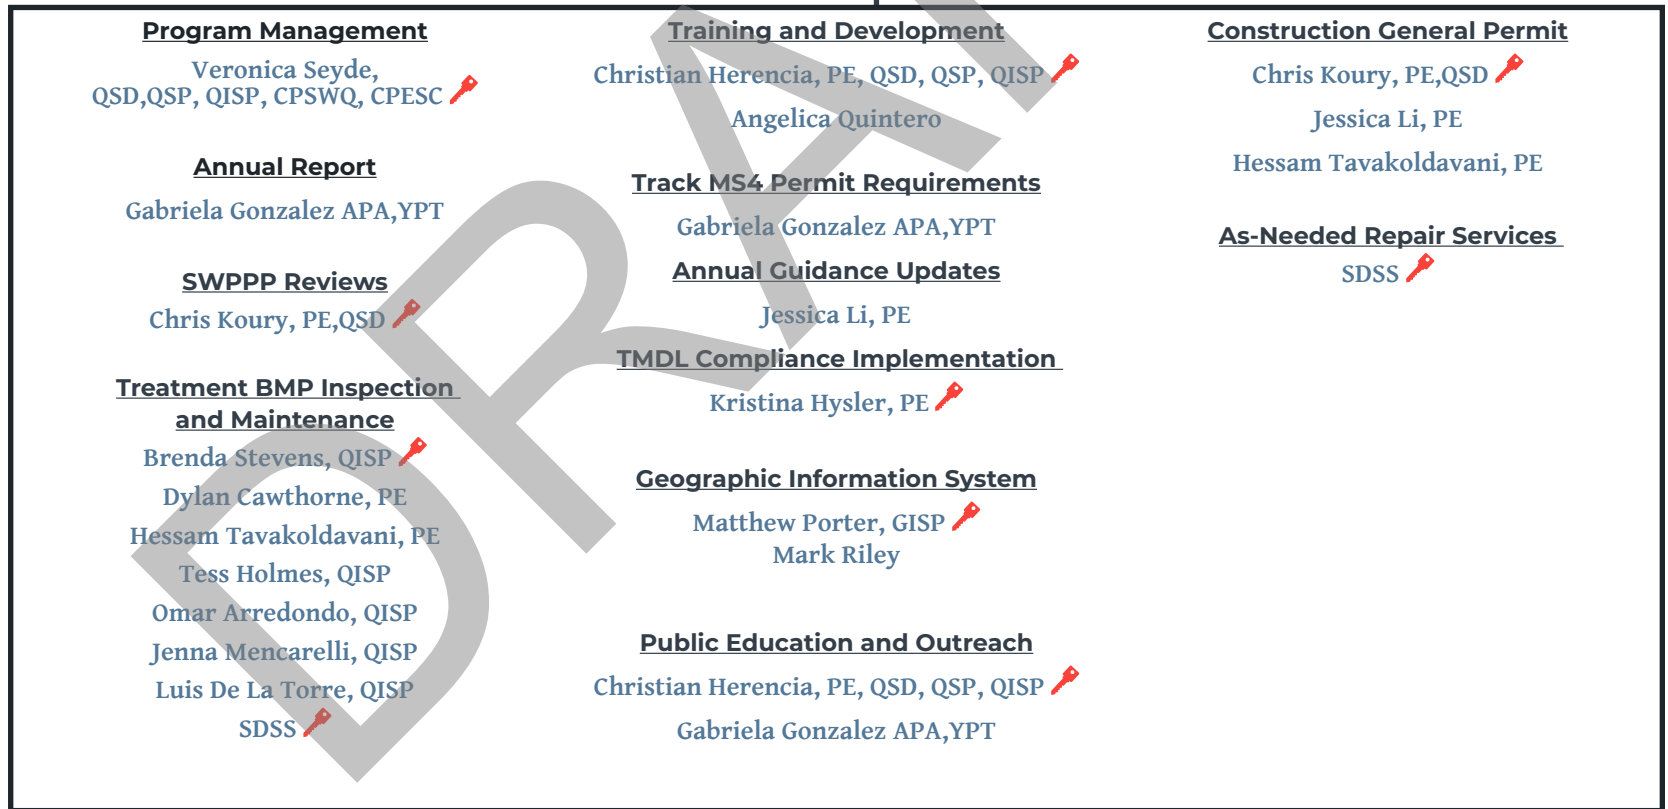 Program Management
Veronica Seyde,
QSD,QSP, QISP, CPSWQ, CPESC
Annual Report
Gabriela Gonzalez APA,YPT
SWPPP Reviews
Chris Koury, PE,QSD
Treatment BMP Inspection
and Maintenance
Brenda Stevens, QISP
Dylan Cawthorne, PE
Hessam Tavakoldavani, PE
Tess Holmes, QISP
Omar Arredondo, QISP
Jenna Mencarelli, QISP
Luis De La Torre, QISP
SDSS
Training and Development
Christian Herencia, PE, QSD, QSP, QISP
Angelica Quintero
Track MS4 Permit Requirements
Gabriela Gonzalez APA,YPT
Annual Guidance Updates
Jessica Li, PE
TMDL Compliance Implementation
Kristina Hysler, PE
Geographic Information System
Matthew Porter, GISP
Mark Riley
Public Education and Outreach
Christian Herencia, PE, QSD, QSP, QISP
Gabriela Gonzalez APA,YPT
Construction General Permit
Chris Koury, PE,QSD
Jessica Li, PE
Hessam Tavakoldavani, PE
As-Needed Repair Services
SDSS